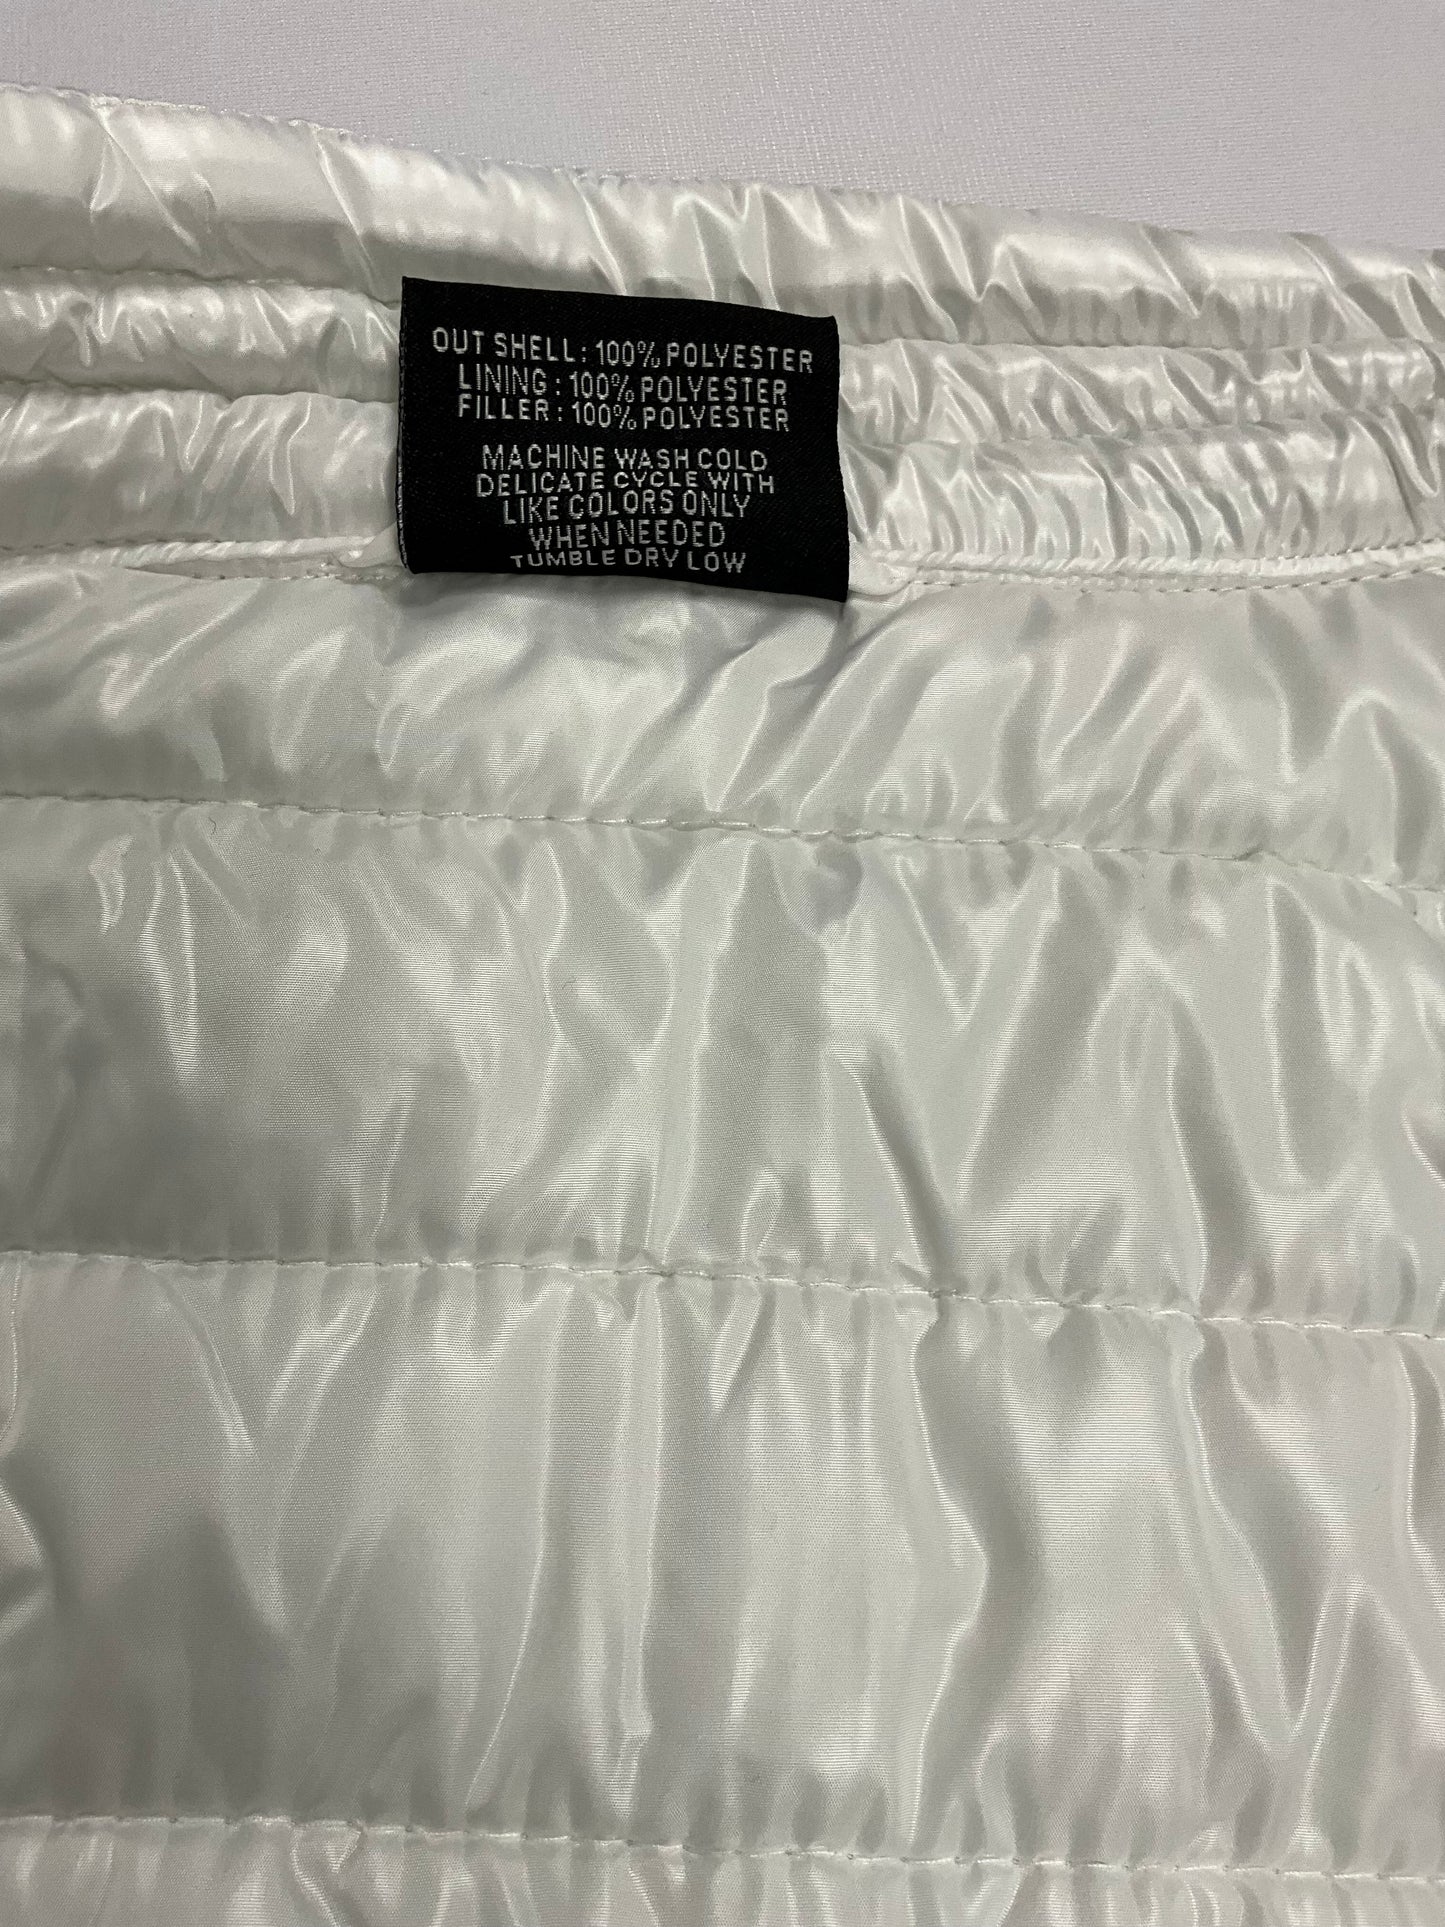 OUT SHELL: 100% POLYESTER
LINING: 100% POLYESTER
FILLER: 100% POLYESTER
MACHINE WASH COLD
DELICATE CYCLE WITH
LIKE COLORS ONLY
WHEN NEEDED
TUMBLE DRY LOW